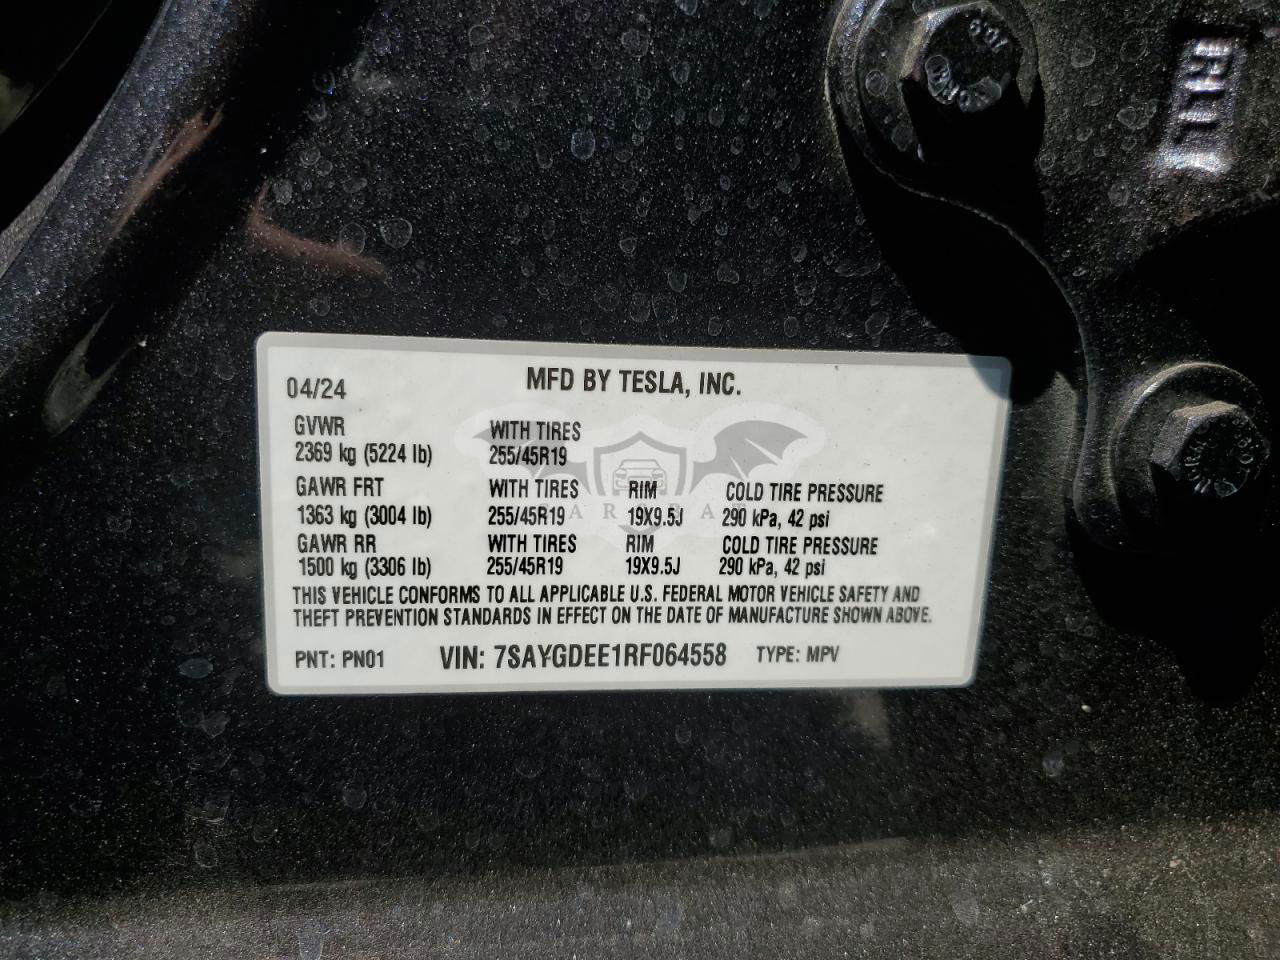 RLL
04/24 MFD BY TESLA, INC.
GVWR WITH TIRES
2369 kg (5224 lb) 255/45R19
GAWR FRT WITH TIRES RIM COLD TIRE PRESSURE
1363 kg (3004 lb) 255/45R19 19X9.5J 290 kPa, 42 psi
GAWR RR WITH TIRES RIM COLD TIRE PRESSURE
1500 kg (3306 lb) 255/45R19 19X9.5J 290 kPa, 42 psi
THIS VEHICLE CONFORMS TO ALL APPLICABLE U.S. FEDERAL MOTOR VEHICLE SAFETY AND
THEFT PREVENTION STANDARDS IN EFFECT ON THE DATE OF MANUFACTURE SHOWN ABOVE.
PNT: PN01 VIN: 7SAYGDEE1RF064558 TYPE: MPV